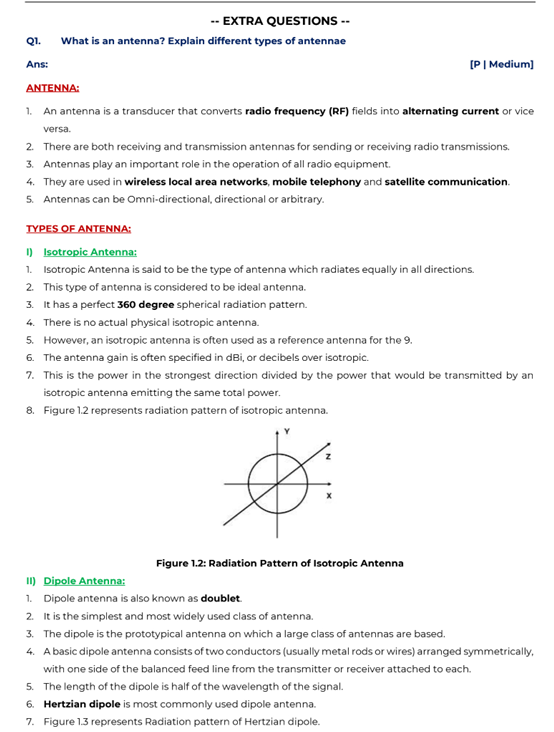 -- EXTRA QUESTIONS --
Q1. What is an antenna? Explain different types of antennae
Ans: [P | Medium]
ANTENNA:
1. An antenna is a transducer that converts radio frequency (RF) fields into alternating current or vice
versa.
2. There are both receiving and transmission antennas for sending or receiving radio transmissions.
3. Antennas play an important role in the operation of all radio equipment.
4. They are used in wireless local area networks, mobile telephony and satellite communication.
5. Antennas can be Omni-directional, directional or arbitrary.
TYPES OF ANTENNA:
I) Isotropic Antenna:
1. Isotropic Antenna is said to be the type of antenna which radiates equally in all directions.
2. This type of antenna is considered to be ideal antenna.
3. It has a perfect 360 degree spherical radiation pattern.
4. There is no actual physical isotropic antenna.
5. However, an isotropic antenna is often used as a reference antenna for the 9.
6. The antenna gain is often specified in dBi, or decibels over isotropic.
7. This is the power in the strongest direction divided by the power that would be transmitted by an
isotropic antenna emitting the same total power.
8. Figure 1.2 represents radiation pattern of isotropic antenna.
Y
Z
X
Figure 1.2: Radiation Pattern of Isotropic Antenna
II) Dipole Antenna:
1. Dipole antenna is also known as doublet.
2. It is the simplest and most widely used class of antenna.
3. The dipole is the prototypical antenna on which a large class of antennas are based.
4. A basic dipole antenna consists of two conductors (usually metal rods or wires) arranged symmetrically,
with one side of the balanced feed line from the transmitter or receiver attached to each.
5. The length of the dipole is half of the wavelength of the signal.
6. Hertzian dipole is most commonly used dipole antenna.
7. Figure 1.3 represents Radiation pattern of Hertzian dipole.